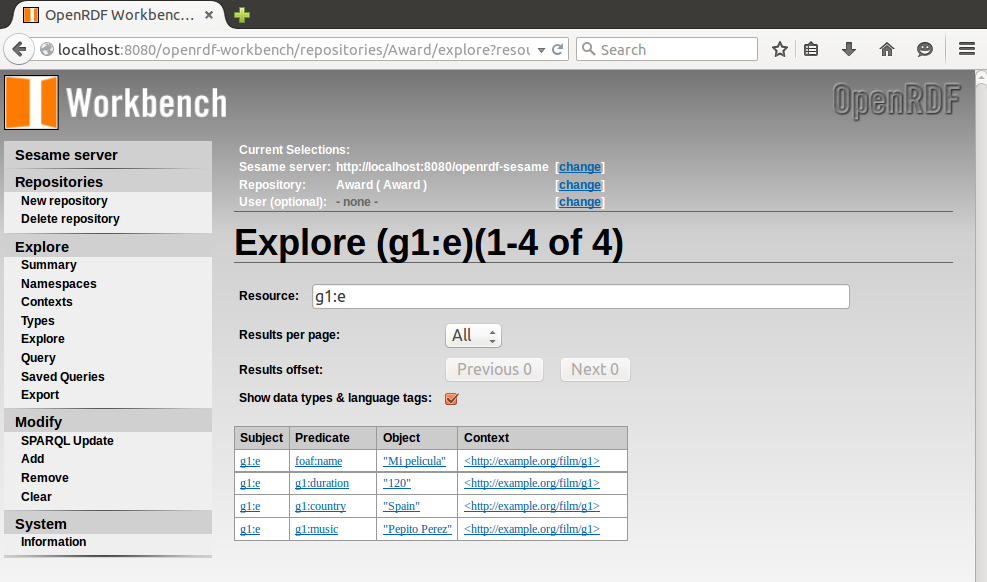 OpenRDF Workbenc... ×
localhost:8080/openrdf-workbench/repositories/Award/explore?resou
Search
Workbench
OpenRDF
Sesame server
Repositories
New repository
Delete repository
Explore
Summary
Namespaces
Contexts
Types
Explore
Query
Saved Queries
Export
Modify
SPARQL Update
Add
Remove
Clear
System
Information
Current Selections:
Sesame server: http://localhost:8080/openrdf-sesame [change]
Repository: Award ( Award ) [change]
User (optional): - none - [change]
Explore (g1:e)(1-4 of 4)
Resource: g1:e
Results per page: All
Results offset: Previous 0 Next 0
Show data types & language tags:
Subject Predicate Object Context
g1:e foaf:name "Mi pelicula" <http://example.org/film/g1>
g1:e g1:duration "120" <http://example.org/film/g1>
g1:e g1:country "Spain" <http://example.org/film/g1>
g1:e g1:music "Pepito Perez" <http://example.org/film/g1>